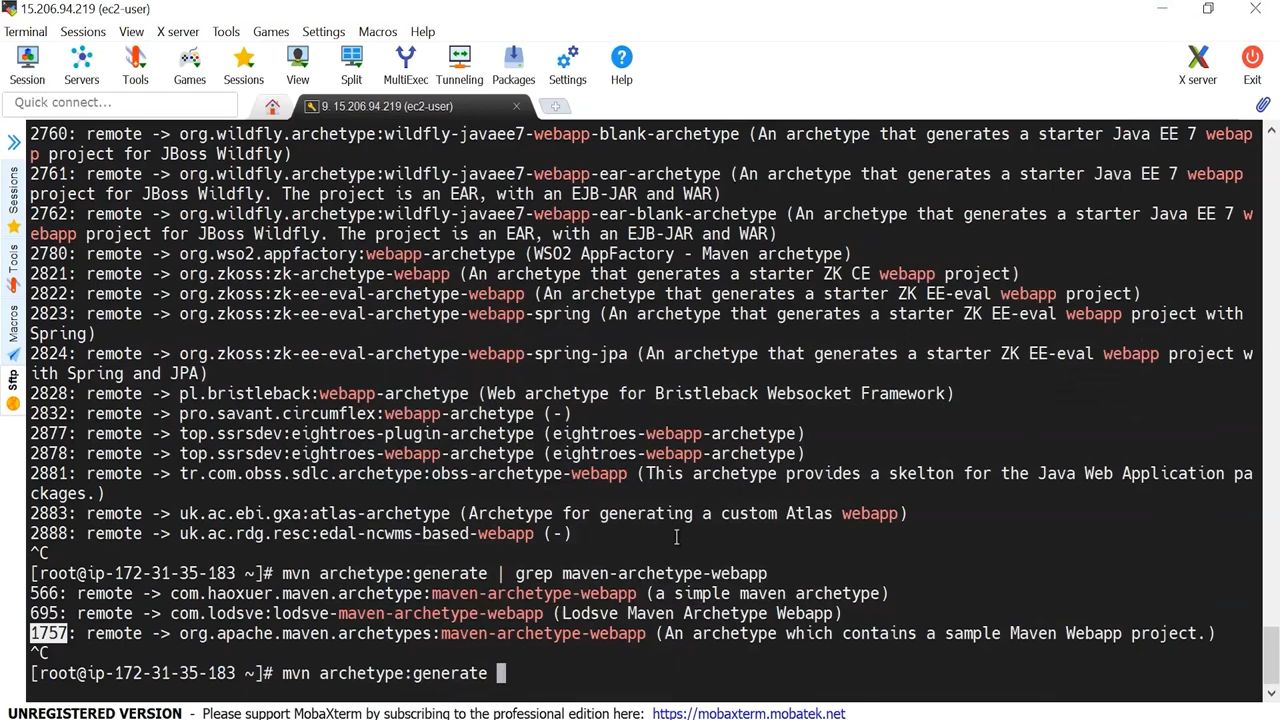 15.206.94.219 (ec2-user)
Terminal Sessions View X server Tools Games Settings Macros Help
Session Servers Tools Games Sessions View Split MultiExec Tunneling Packages Settings Help X server Exit
Quick connect...
9. 15.206.94.219 (ec2-user)
Sessions
Tools
Macros
Sftp
2760: remote -> org.wildfly.archetype:wildfly-javaee7-webapp-blank-archetype (An archetype that generates a starter Java EE 7 webap
p project for JBoss Wildfly)
2761: remote -> org.wildfly.archetype:wildfly-javaee7-webapp-ear-archetype (An archetype that generates a starter Java EE 7 webapp
project for JBoss Wildfly. The project is an EAR, with an EJB-JAR and WAR)
2762: remote -> org.wildfly.archetype:wildfly-javaee7-webapp-ear-blank-archetype (An archetype that generates a starter Java EE 7 w
ebapp project for JBoss Wildfly. The project is an EAR, with an EJB-JAR and WAR)
2780: remote -> org.wso2.appfactory:webapp-archetype (WSO2 AppFactory - Maven archetype)
2821: remote -> org.zkoss:zk-archetype-webapp (An archetype that generates a starter ZK CE webapp project)
2822: remote -> org.zkoss:zk-ee-eval-archetype-webapp (An archetype that generates a starter ZK EE-eval webapp project)
2823: remote -> org.zkoss:zk-ee-eval-archetype-webapp-spring (An archetype that generates a starter ZK EE-eval webapp project with
Spring)
2824: remote -> org.zkoss:zk-ee-eval-archetype-webapp-spring-jpa (An archetype that generates a starter ZK EE-eval webapp project w
ith Spring and JPA)
2828: remote -> pl.bristleback:webapp-archetype (Web archetype for Bristleback Websocket Framework)
2832: remote -> pro.savant.circumflex:webapp-archetype (-)
2877: remote -> top.ssrsdev:eightroes-plugin-archetype (eightroes-webapp-archetype)
2878: remote -> top.ssrsdev:eightroes-webapp-archetype (eightroes-webapp-archetype)
2881: remote -> tr.com.obss.sdlc.archetype:obss-archetype-webapp (This archetype provides a skelton for the Java Web Application pa
ckages.)
2883: remote -> uk.ac.ebi.gxa:atlas-archetype (Archetype for generating a custom Atlas webapp)
2888: remote -> uk.ac.rdg.resc:edal-ncwms-based-webapp (-)
^C
[root@ip-172-31-35-183 ~]# mvn archetype:generate | grep maven-archetype-webapp
566: remote -> com.haoxuer.maven.archetype:maven-archetype-webapp (a simple maven archetype)
695: remote -> com.lodsve:lodsve-maven-archetype-webapp (Lodsve Maven Archetype Webapp)
1757: remote -> org.apache.maven.archetypes:maven-archetype-webapp (An archetype which contains a sample Maven Webapp project.)
^C
[root@ip-172-31-35-183 ~]# mvn archetype:generate
UNREGISTERED VERSION - Please support MobaXterm by subscribing to the professional edition here: https://mobaxterm.mobatek.net